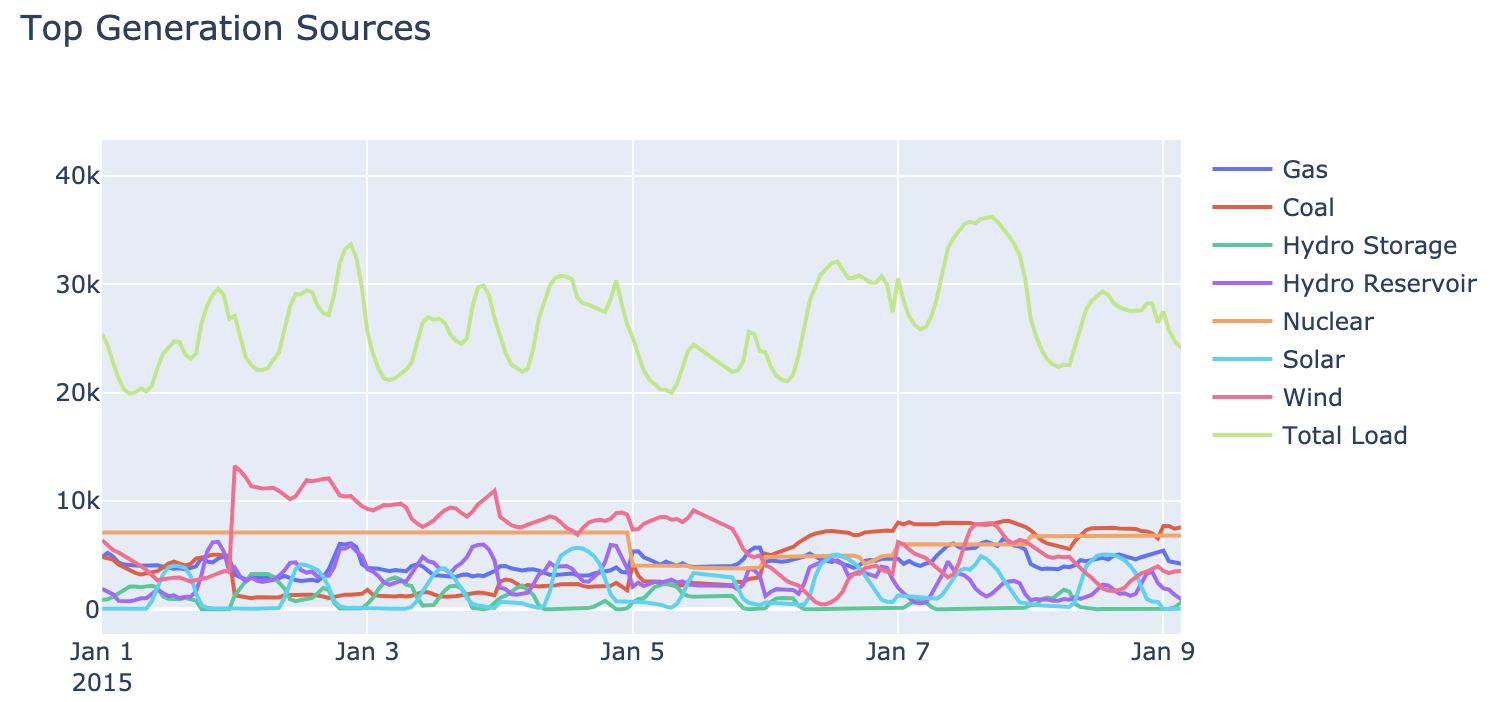 Top Generation Sources
40k
30k
20k
10k
0
Jan 1
2015
Jan 3
Jan 5
Jan 7
Jan 9
Gas
Coal
Hydro Storage
Hydro Reservoir
Nuclear
Solar
Wind
Total Load